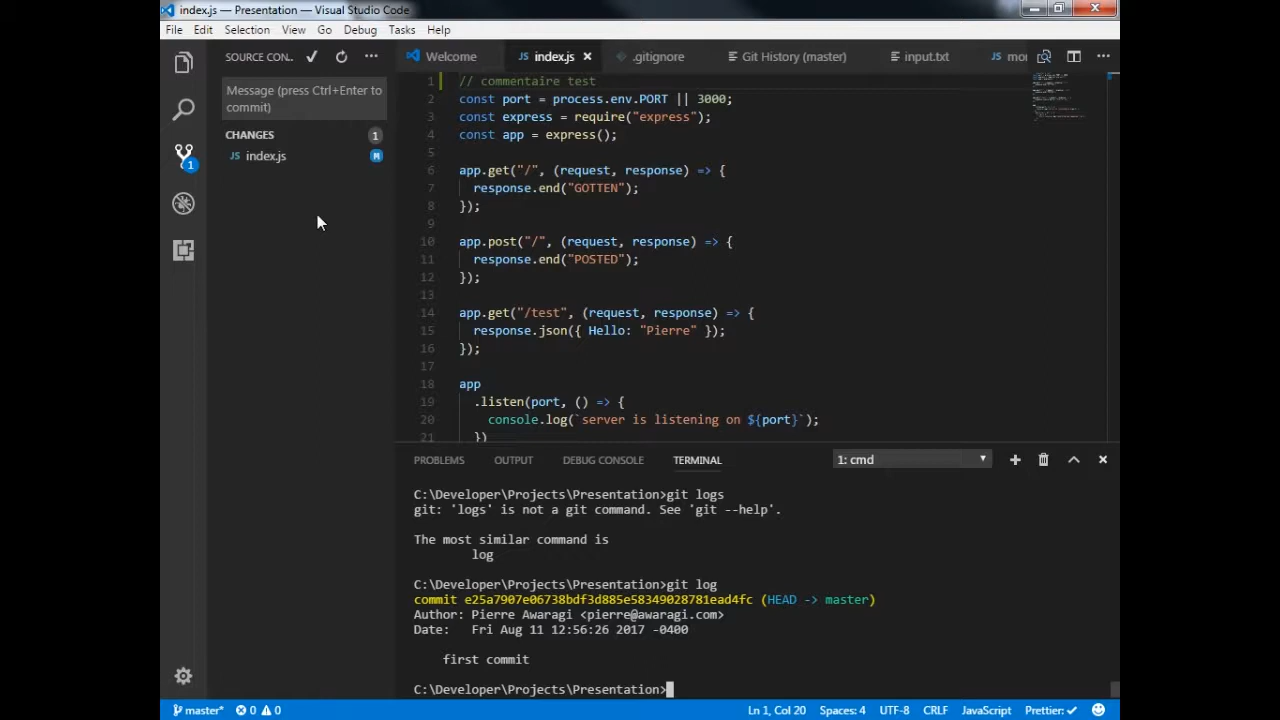 index.js — Presentation — Visual Studio Code
File Edit Selection View Go Debug Tasks Help
SOURCE CON..
Message (press Ctrl+Enter to
commit)
CHANGES 1
JS index.js M
1
Welcome
JS index.js
.gitignore
Git History (master)
input.txt
JS mo
1 // commentaire test
2 const port = process.env.PORT || 3000;
3 const express = require("express");
4 const app = express();
5
6 app.get("/", (request, response) => {
7 response.end("GOTTEN");
8 });
9
10 app.post("/", (request, response) => {
11 response.end("POSTED");
12 });
13
14 app.get("/test", (request, response) => {
15 response.json({ Hello: "Pierre" });
16 });
17
18 app
19 .listen(port, () => {
20 console.log(`server is listening on ${port}`);
21 })
PROBLEMS OUTPUT DEBUG CONSOLE TERMINAL 1: cmd
C:\Developer\Projects\Presentation>git logs
git: 'logs' is not a git command. See 'git --help'.
The most similar command is
log
C:\Developer\Projects\Presentation>git log
commit e25a7907e06738bdf3d885e58349028781ead4fc (HEAD -> master)
Author: Pierre Awaragi <pierre@awaragi.com>
Date: Fri Aug 11 12:56:26 2017 -0400
first commit
C:\Developer\Projects\Presentation>
master* 0 0 Ln 1, Col 20 Spaces: 4 UTF-8 CRLF JavaScript Prettier: ✓